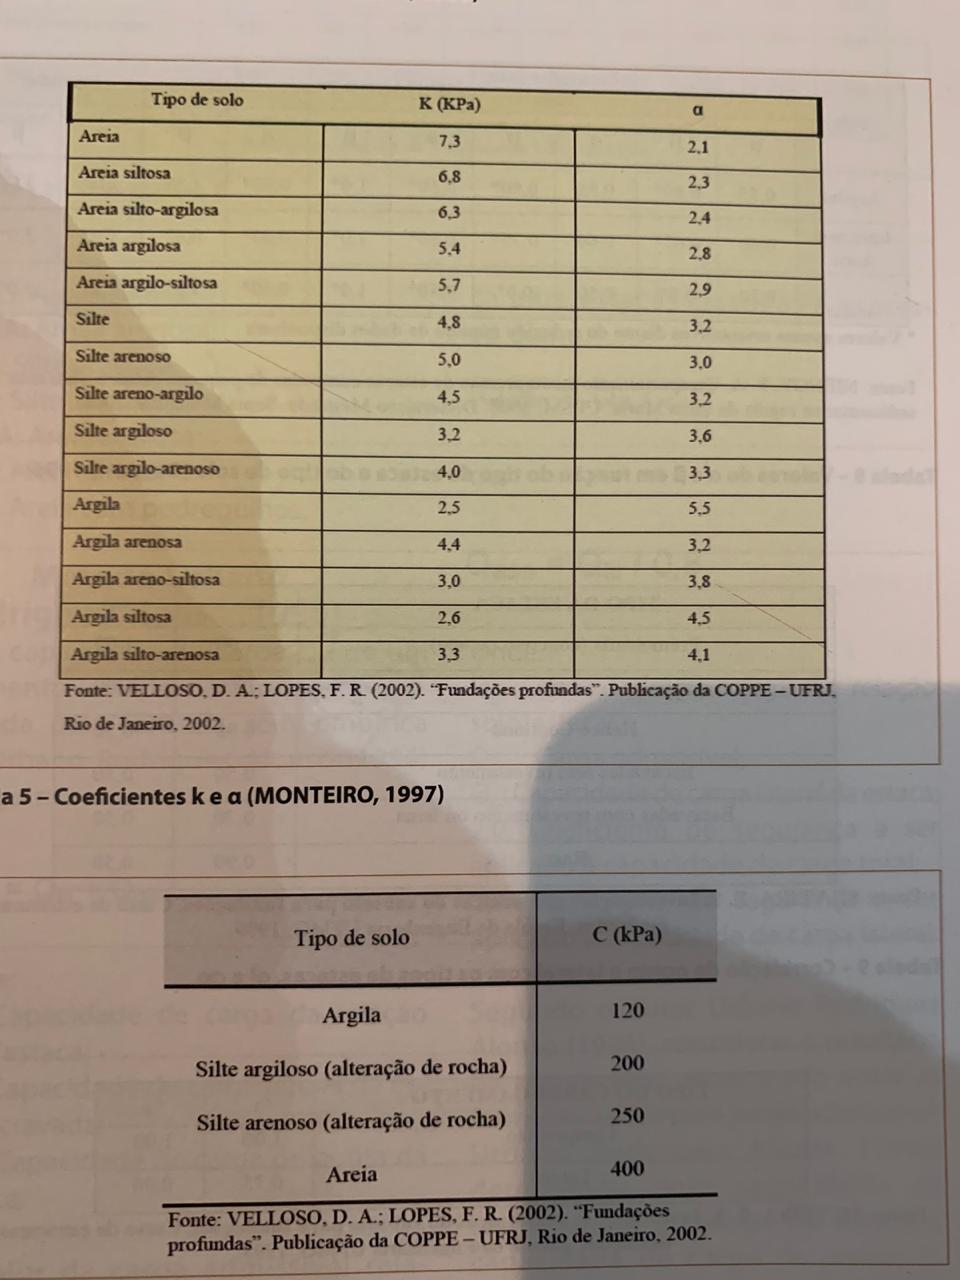 Tipo de solo K (KPa) α
Areia 7,3 2,1
Areia siltosa 6,8 2,3
Areia silto-argilosa 6,3 2,4
Areia argilosa 5,4 2,8
Areia argilo-siltosa 5,7 2,9
Silte 4,8 3,2
Silte arenoso 5,0 3,0
Silte areno-argilo 4,5 3,2
Silte argiloso 3,2 3,6
Silte argilo-arenoso 4,0 3,3
Argila 2,5 5,5
Argila arenosa 4,4 3,2
Argila areno-siltosa 3,0 3,8
Argila siltosa 2,6 4,5
Argila silto-arenosa 3,3 4,1
Fonte: VELLOSO, D. A.; LOPES, F. R. (2002). “Fundações profundas”. Publicação da COPPE – UFRJ,
Rio de Janeiro, 2002.
a 5 – Coeficientes k e α (MONTEIRO, 1997)
Tipo de solo C (kPa)
Argila 120
Silte argiloso (alteração de rocha) 200
Silte arenoso (alteração de rocha) 250
Areia 400
Fonte: VELLOSO, D. A.; LOPES, F. R. (2002). “Fundações
profundas”. Publicação da COPPE – UFRJ, Rio de Janeiro, 2002.